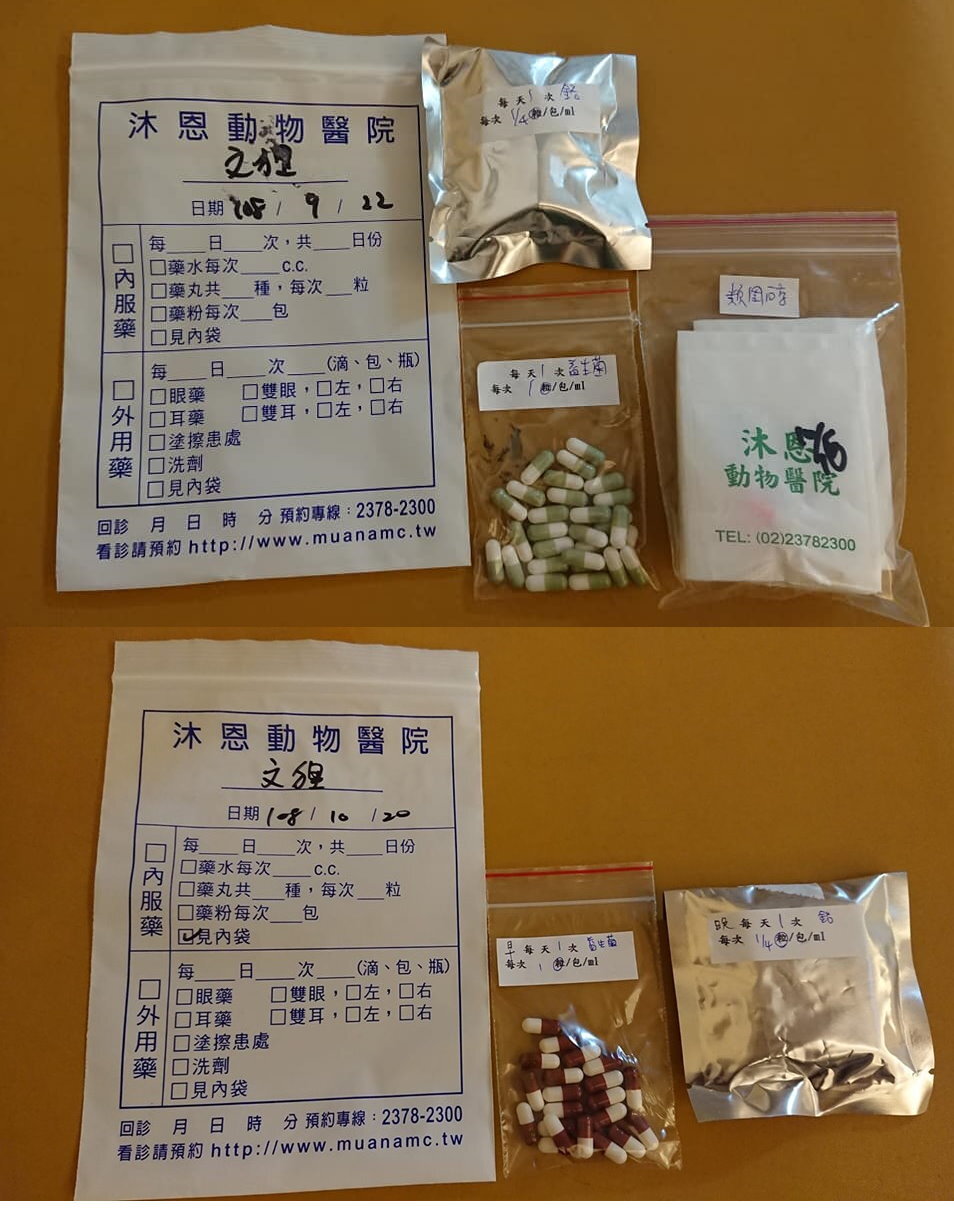 沐恩動物醫院
文狸
日期 108 / 9 / 22
□內服藥
每___日___次，共___日份
□藥水每次___c.c.
□藥丸共___種，每次___粒
□藥粉每次___包
□見內袋
□外用藥
每___日___次___(滴、包、瓶)
□眼藥 □雙眼，□左，□右
□耳藥 □雙耳，□左，□右
□塗擦患處
□洗劑
□見內袋
回診 月 日 時 分 預約專線：2378-2300
看診請預約 http://www.muanamc.tw
每天1次 鉻
每次 1/4粒/包/ml
每天1次 益生菌
每次 1粒/包/ml
類固醇
沐恩
動物醫院
TEL: (02)23782300
沐恩動物醫院
文狸
日期 108 / 10 / 20
□內服藥
每___日___次，共___日份
□藥水每次___c.c.
□藥丸共___種，每次___粒
□藥粉每次___包
☑見內袋
□外用藥
每___日___次___(滴、包、瓶)
□眼藥 □雙眼，□左，□右
□耳藥 □雙耳，□左，□右
□塗擦患處
□洗劑
□見內袋
回診 月 日 時 分 預約專線：2378-2300
看診請預約 http://www.muanamc.tw
早 每天1次 益生菌
每次 1粒/包/ml
晚 每天1次 鉻
每次 1/4粒/包/ml